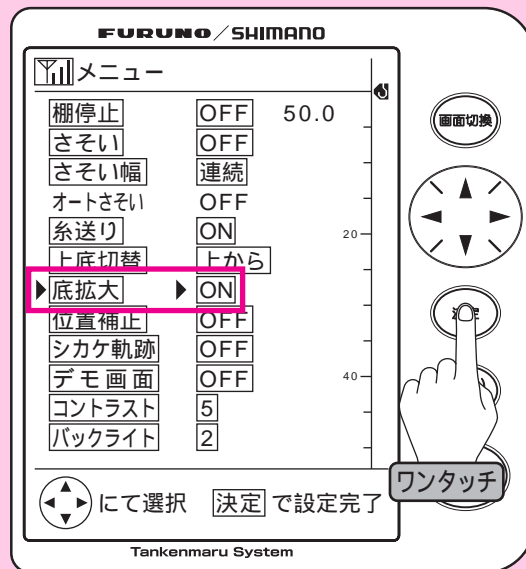 FURUNO/SHIMANO
メニュー
棚停止 OFF 50.0
さそい OFF
さそい幅 連続
オートさそい OFF
糸送り ON
20
上底切替 上から
底拡大 ON
位置補正 OFF
シカケ軌跡 OFF
デモ画面 OFF
40
コントラスト 5
バックライト 2
にて選択 決定 で設定完了
Tankenmaru System
画面切換
ワンタッチ